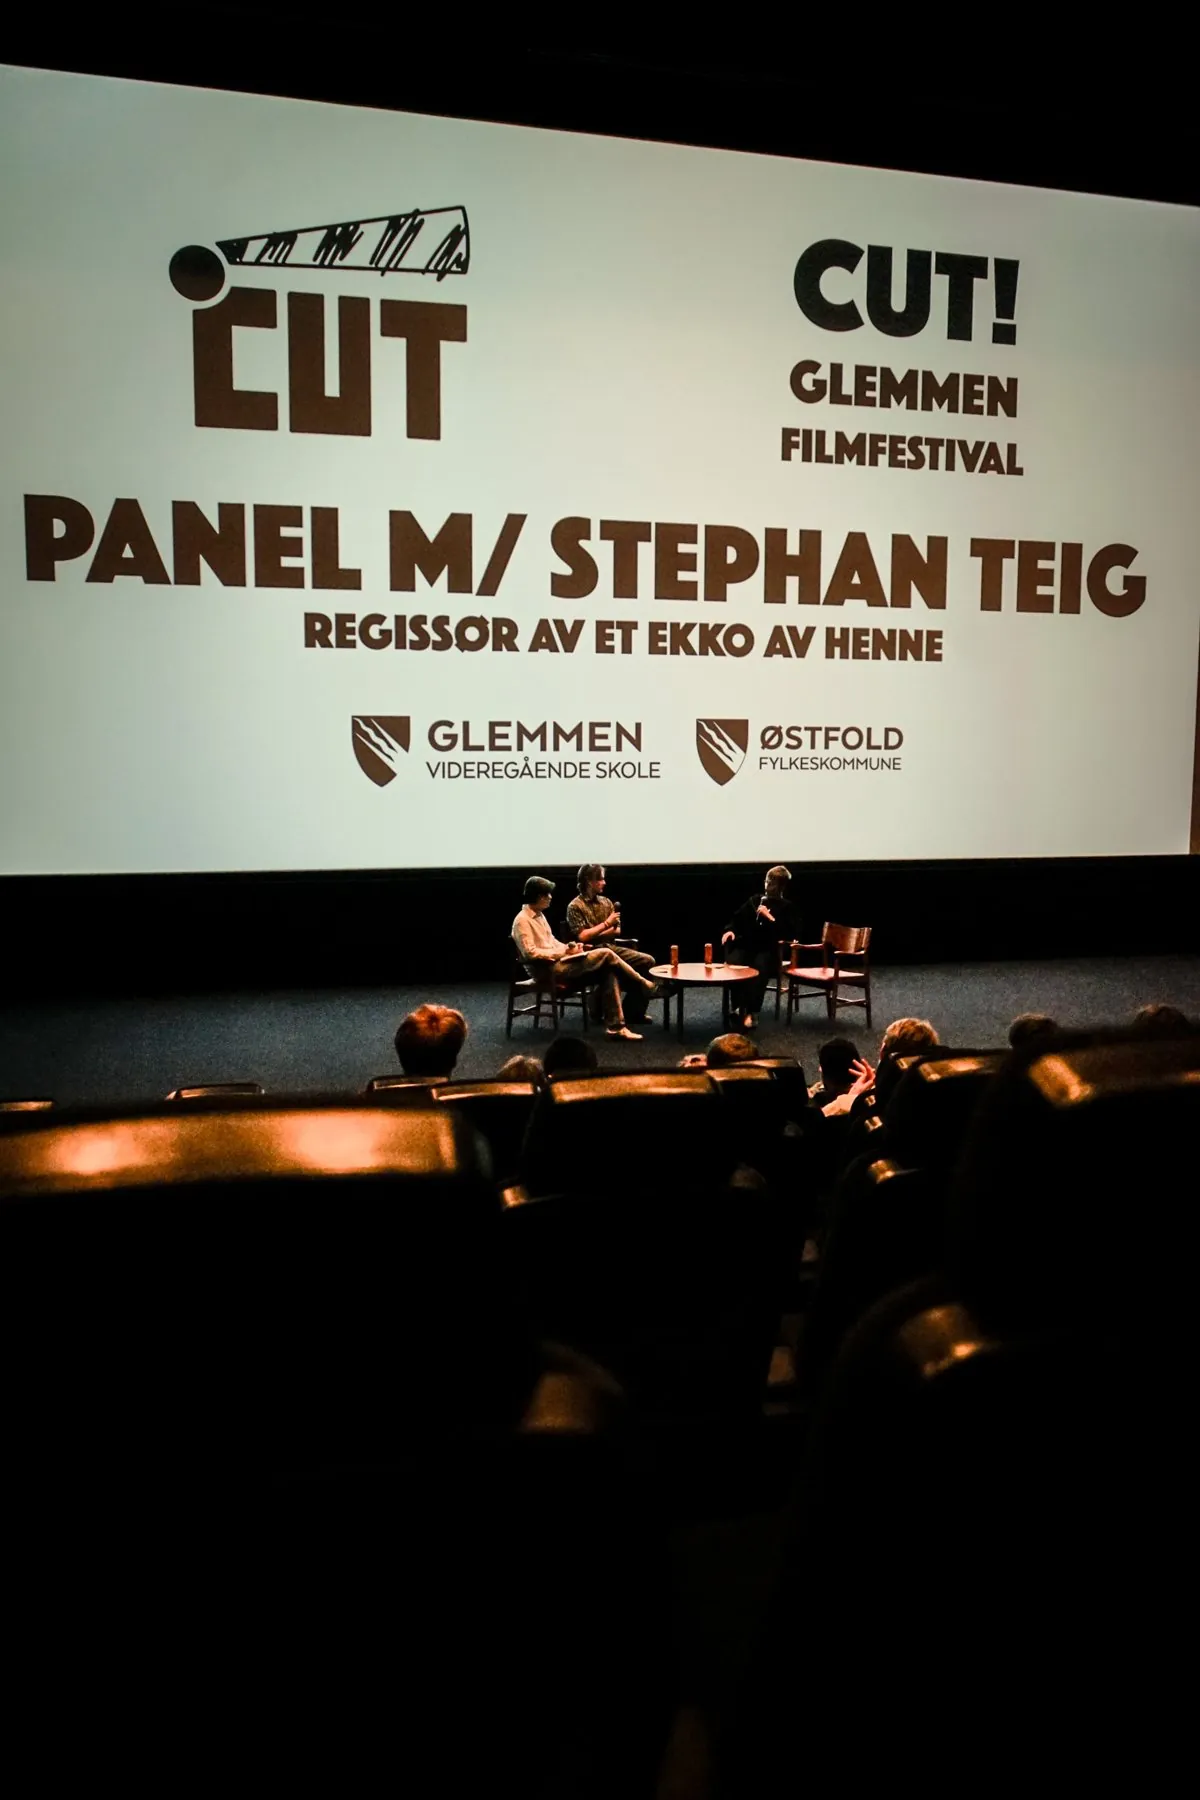 CUT
CUT!
GLEMMEN
FILMFESTIVAL
PANEL M/ STEPHAN TEIG
REGISSØR AV ET EKKO AV HENNE
GLEMMEN
VIDEREGÅENDE SKOLE
ØSTFOLD
FYLKESKOMMUNE